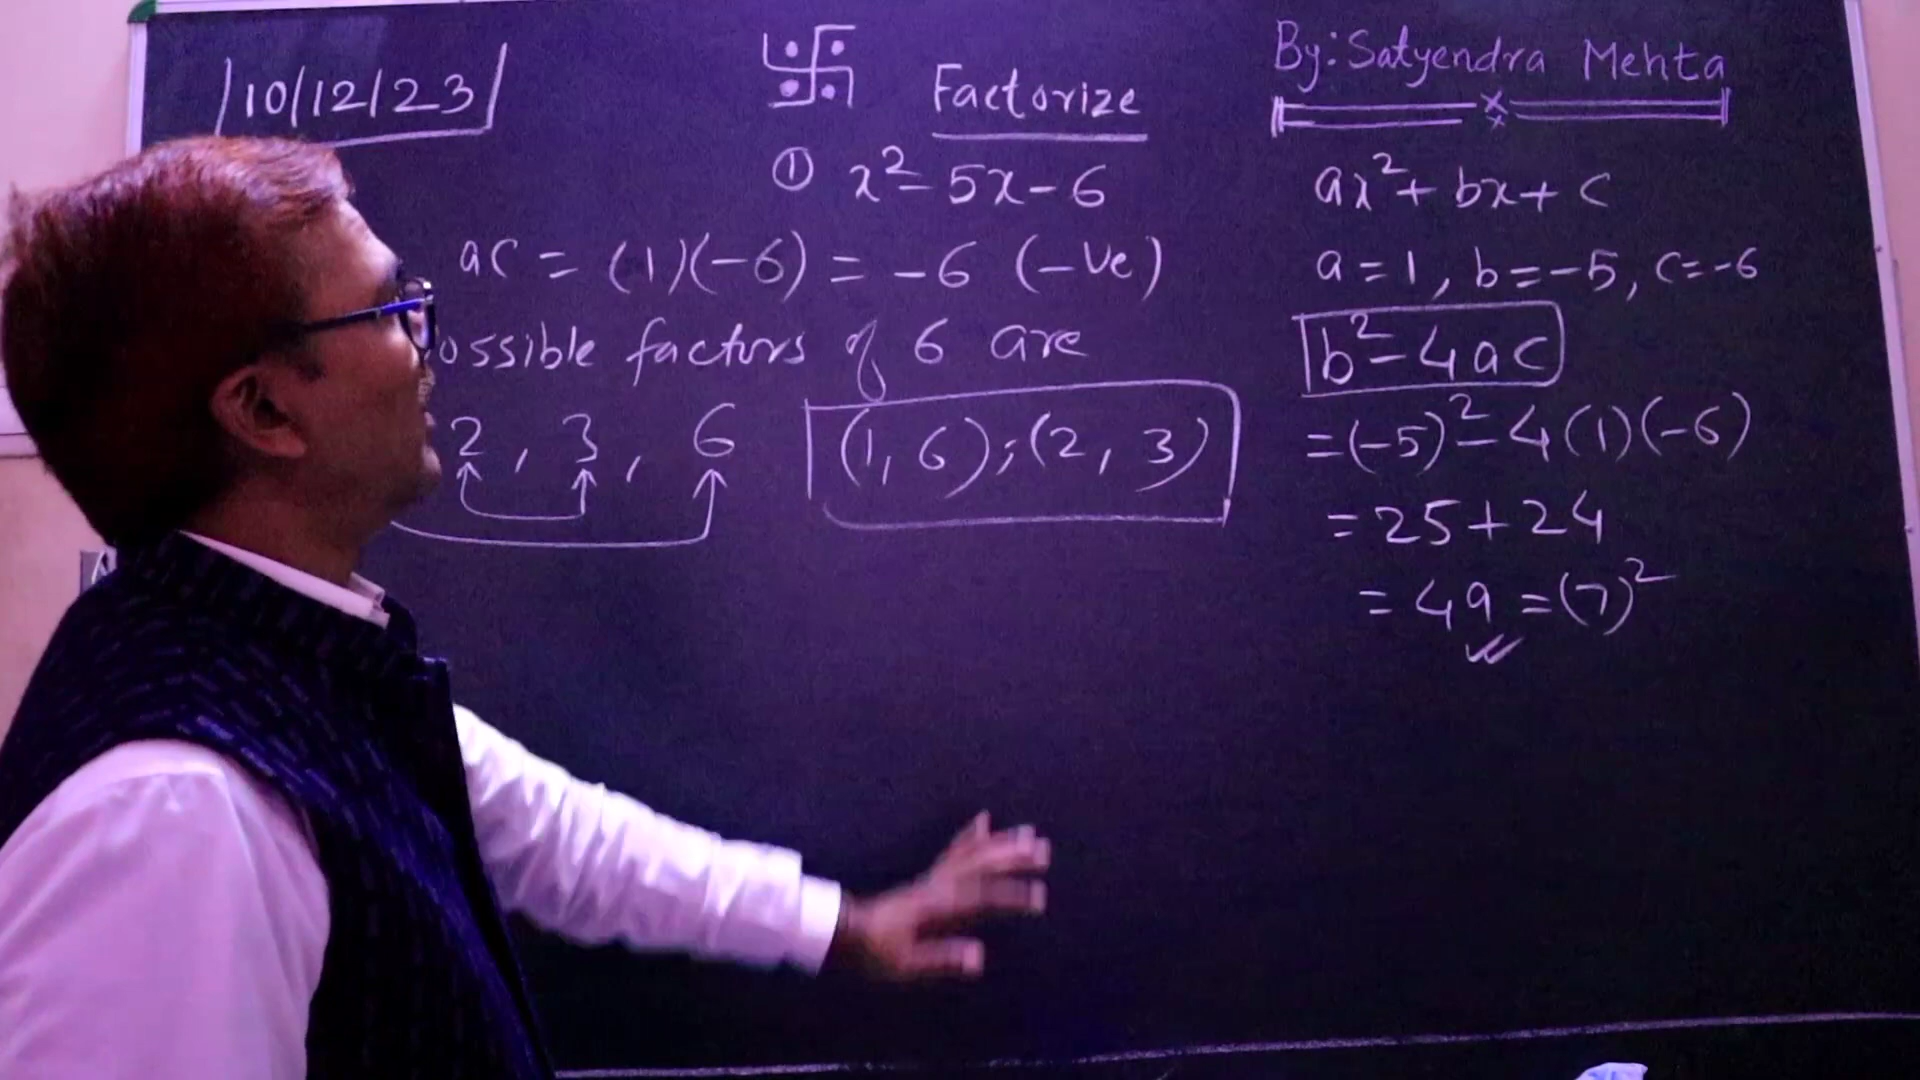 10/12/23
Factorize
① x² - 5x - 6
ac = (1)(-6) = -6 (-ve)
ossible factors of 6 are
2, 3, 6 (1, 6); (2, 3)
By: Satyendra Mehta
ax² + bx + c
a = 1, b = -5, c = -6
b² - 4ac
= (-5)² - 4(1)(-6)
= 25 + 24
= 49 = (7)²